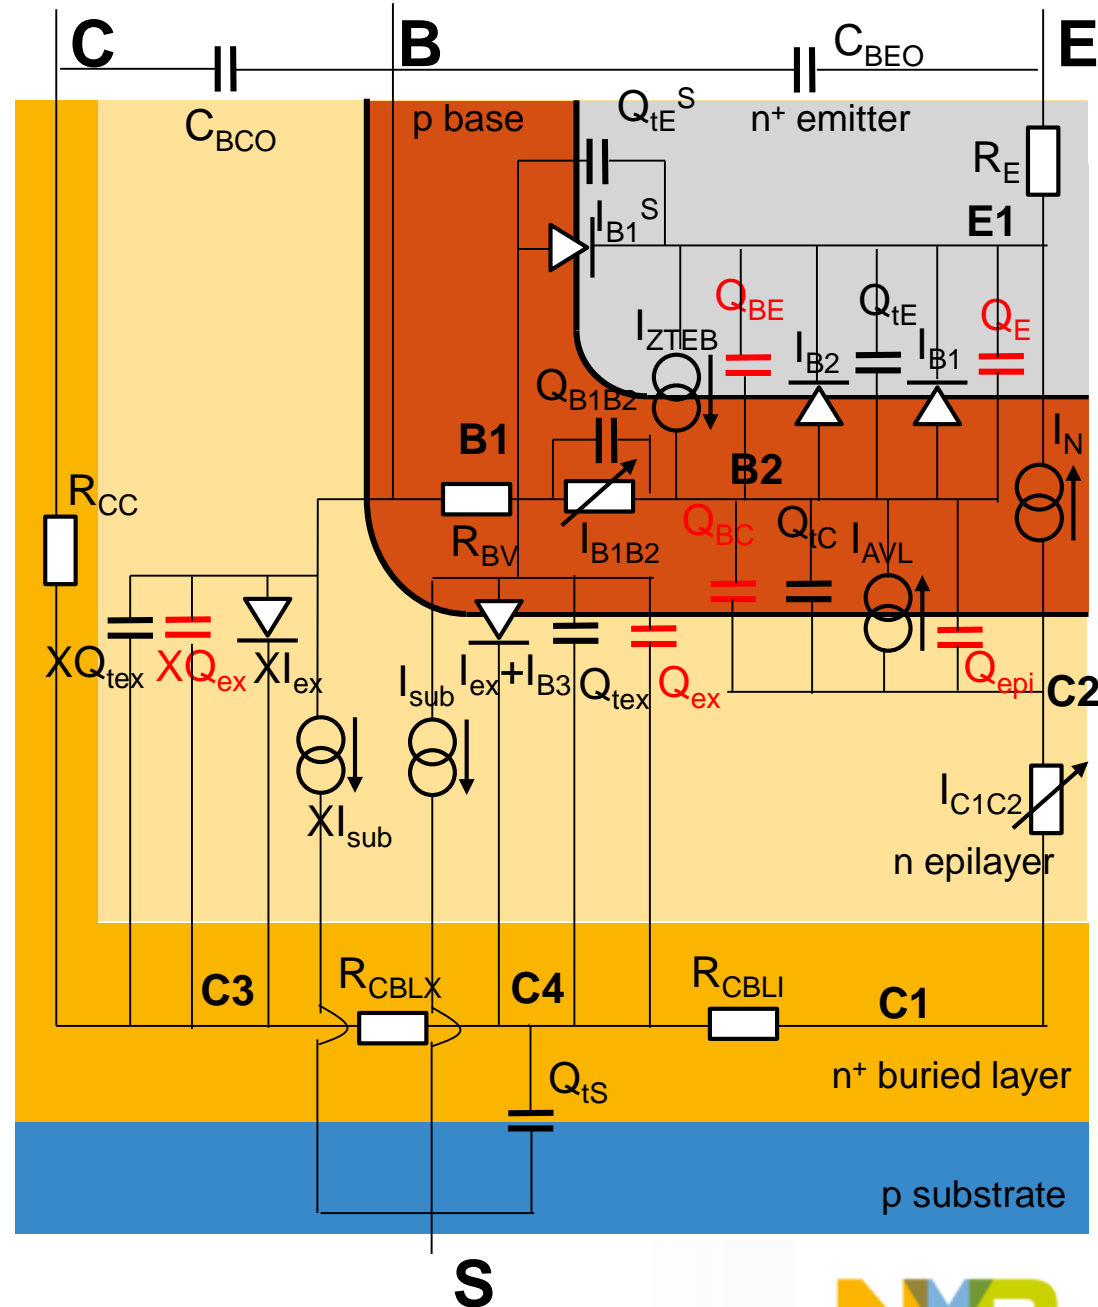 C
B
E
C_BEO
C_BCO
p base
Q_tE^S
n⁺ emitter
R_E
I_B1^S
E1
Q_BE
Q_tE
Q_E
I_ZTEB
I_B2
I_B1
Q_B1B2
B1
B2
I_N
R_CC
R_BV
I_B1B2
Q_BC
Q_tC
I_AVL
XQ_tex
XQ_ex
XI_ex
I_sub
I_ex+I_B3
Q_tex
Q_ex
Q_epi
C2
XI_sub
I_C1C2
n epilayer
C3
R_CBLX
C4
R_CBLI
C1
Q_tS
n⁺ buried layer
p substrate
S